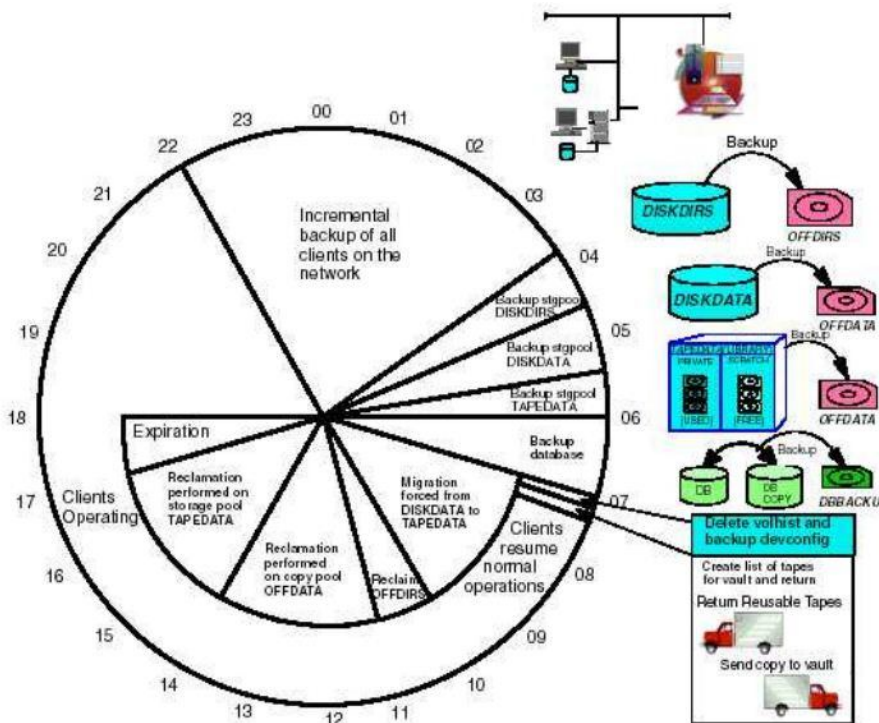 00
01
02
03
04
05
06
07
08
09
10
11
12
13
14
15
16
17
18
19
20
21
22
23
Incremental
backup of all
clients on the
network
Backup stgpool
DISKDIRS
Backup stgpool
DISKDATA
Backup stgpool
TAPEDATA
Backup
database
Expiration
Reclamation
performed on
storage pool
TAPEDATA
Clients
Operating
Reclamation
performed
on copy pool
OFFDATA
Reclaim
OFFDIRS
Migration
forced from
DISKDATA to
TAPEDATA
Clients
resume
normal
operations
Backup
DISKDIRS
OFFDIRS
Backup
DISKDATA
OFFDATA
TAPEDATA LIBRARY
PRIVATE
SCRATCH
[USED]
[FREE]
Backup
OFFDATA
Backup
DB
DB
COPY
DBBACKU
Delete volhist and
backup devconfig
Create list of tapes
for vault and return
Return Reusable Tapes
Send copy to vault